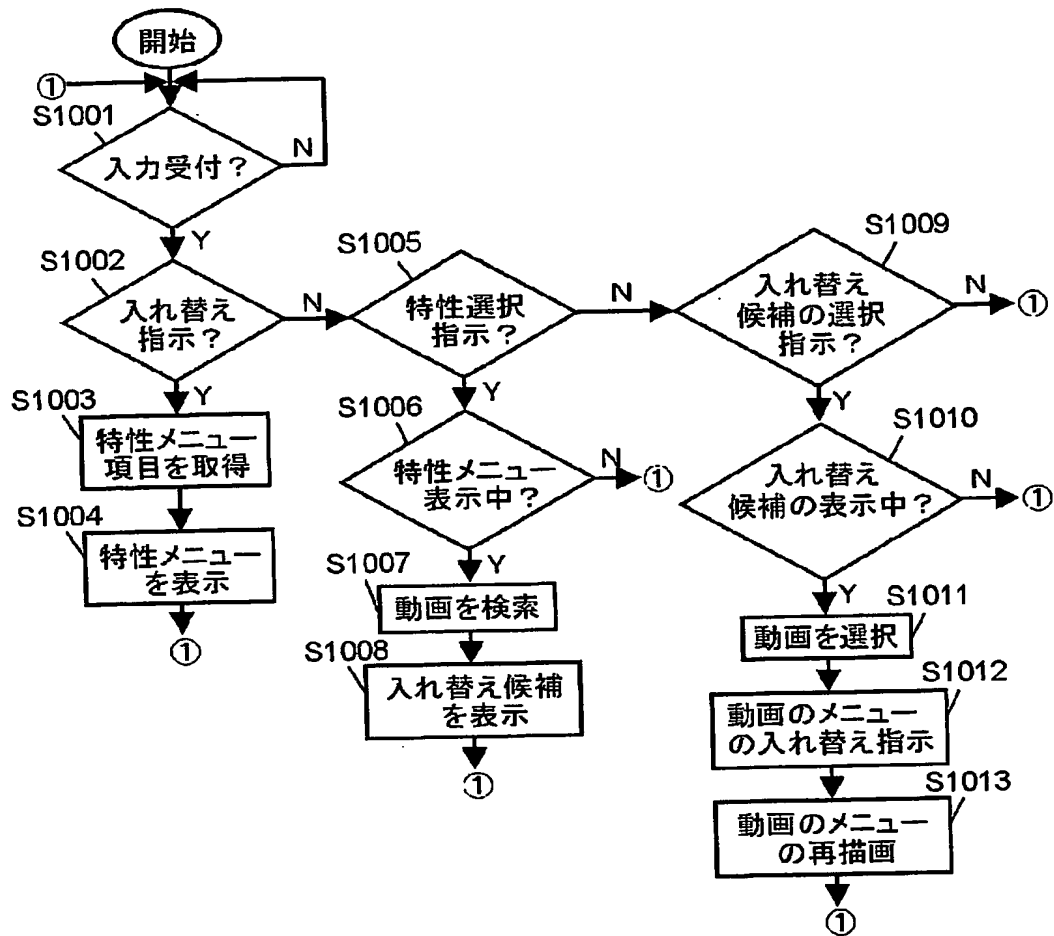 開始
①
S1001
入力受付？
N
Y
S1002
入れ替え
指示？
N
Y
S1003
特性メニュー
項目を取得
S1004
特性メニュー
を表示
①
S1005
特性選択
指示？
N
Y
S1006
特性メニュー
表示中？
N
①
Y
S1007
動画を検索
S1008
入れ替え候補
を表示
①
S1009
入れ替え
候補の選択
指示？
N
①
Y
S1010
入れ替え
候補の表示中？
N
①
Y
S1011
動画を選択
S1012
動画のメニュー
の入れ替え指示
S1013
動画のメニュー
の再描画
①